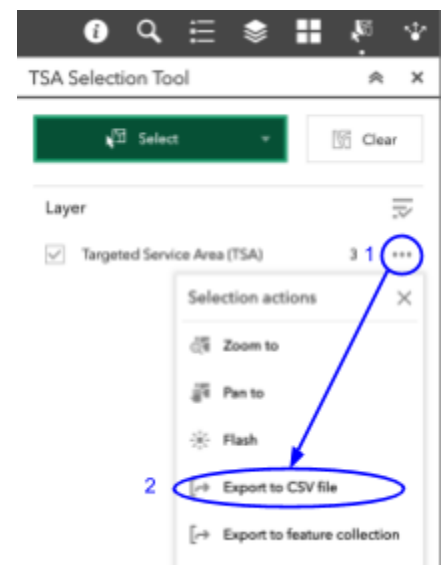 TSA Selection Tool
Select
Clear
Layer
Targeted Service Area (TSA) 3 1
Selection actions
Zoom to
Pan to
Flash
2 Export to CSV file
Export to feature collection